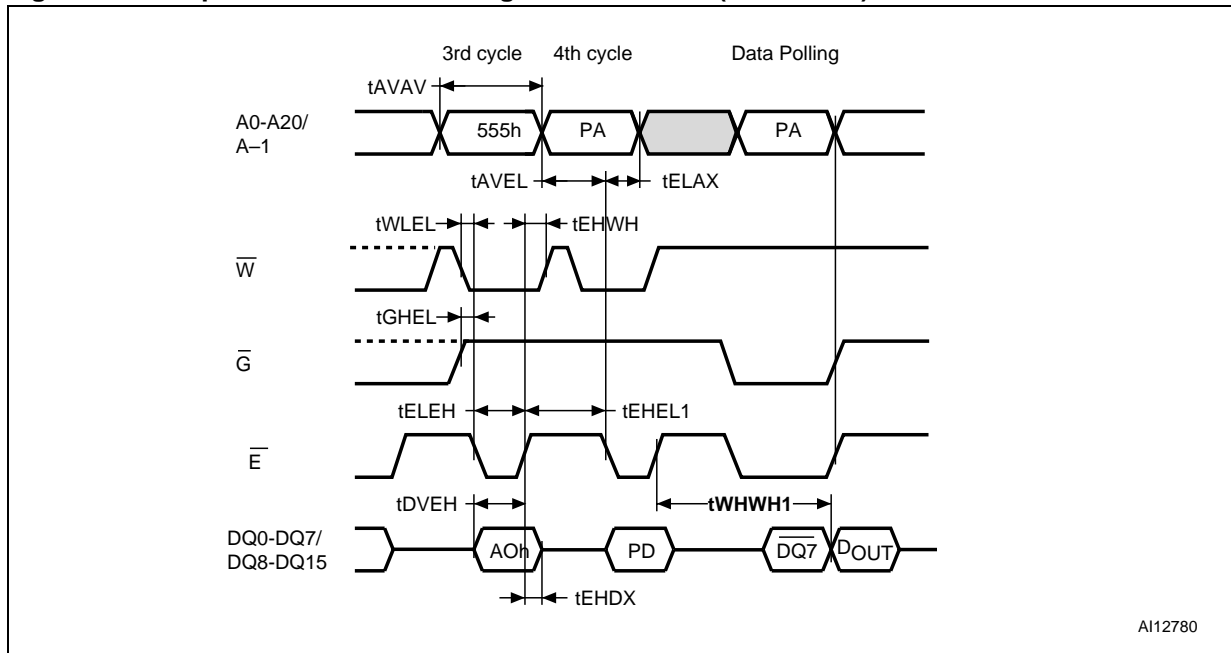 3rd cycle 4th cycle Data Polling
tAVAV
A0-A20/
A–1
555h PA PA
tAVEL tELAX
tWLEL tEHWH
W
tGHEL
G
tELEH tEHEL1
E
tDVEH tWHWH1
DQ0-DQ7/
DQ8-DQ15
AOh PD DQ7 DOUT
tEHDX
AI12780